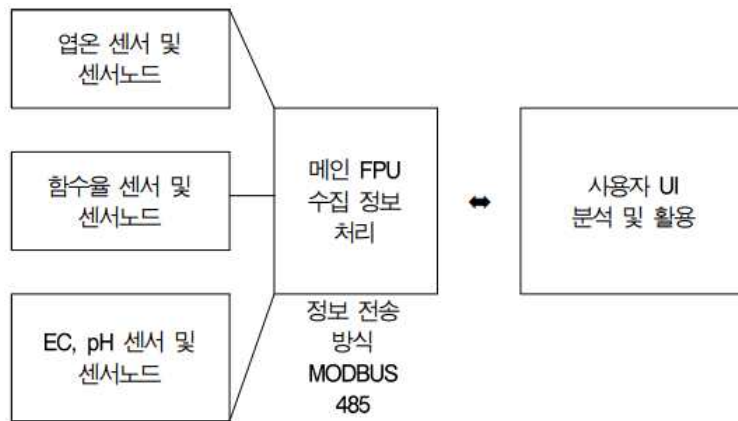 엽온 센서 및
센서노드
함수율 센서 및
센서노드
EC, pH 센서 및
센서노드
메인 FPU
수집 정보
처리
정보 전송
방식
MODBUS
485
사용자 UI
분석 및 활용